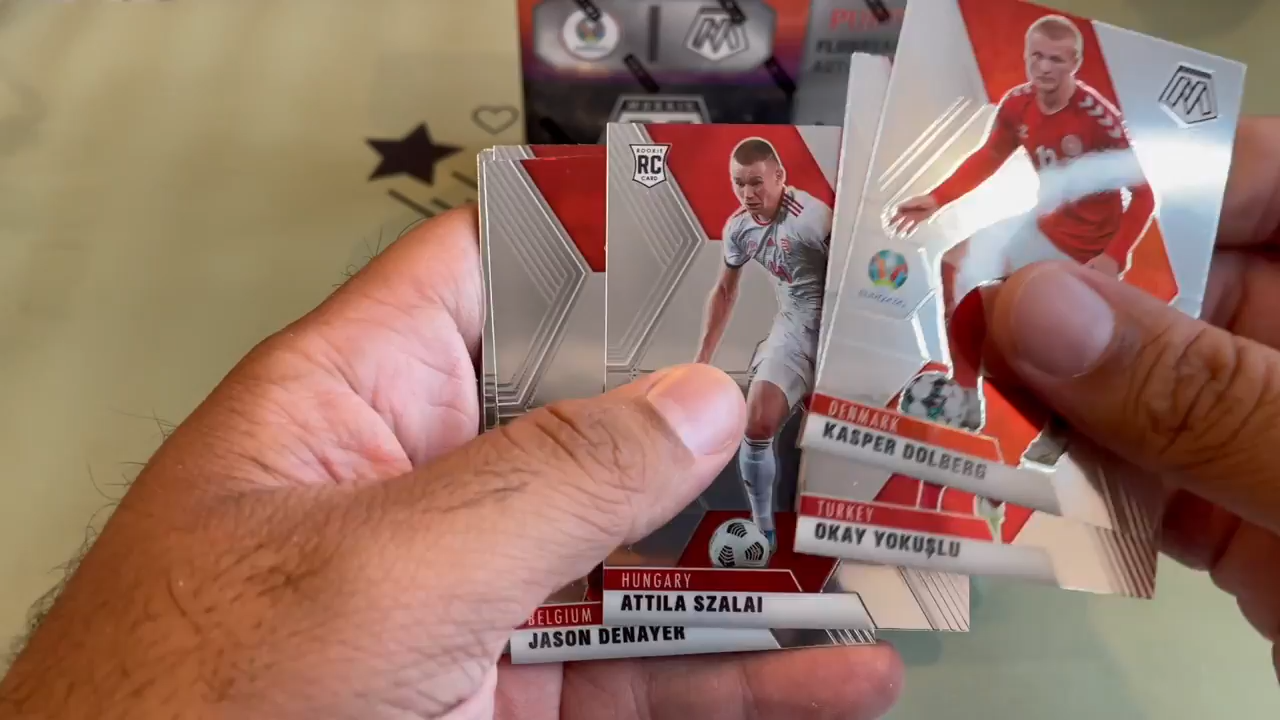 ROOKIE
RC
CARD
DENMARK
KASPER DOLBERG
TURKEY
OKAY YOKUŞLU
HUNGARY
ATTILA SZALAI
BELGIUM
JASON DENAYER